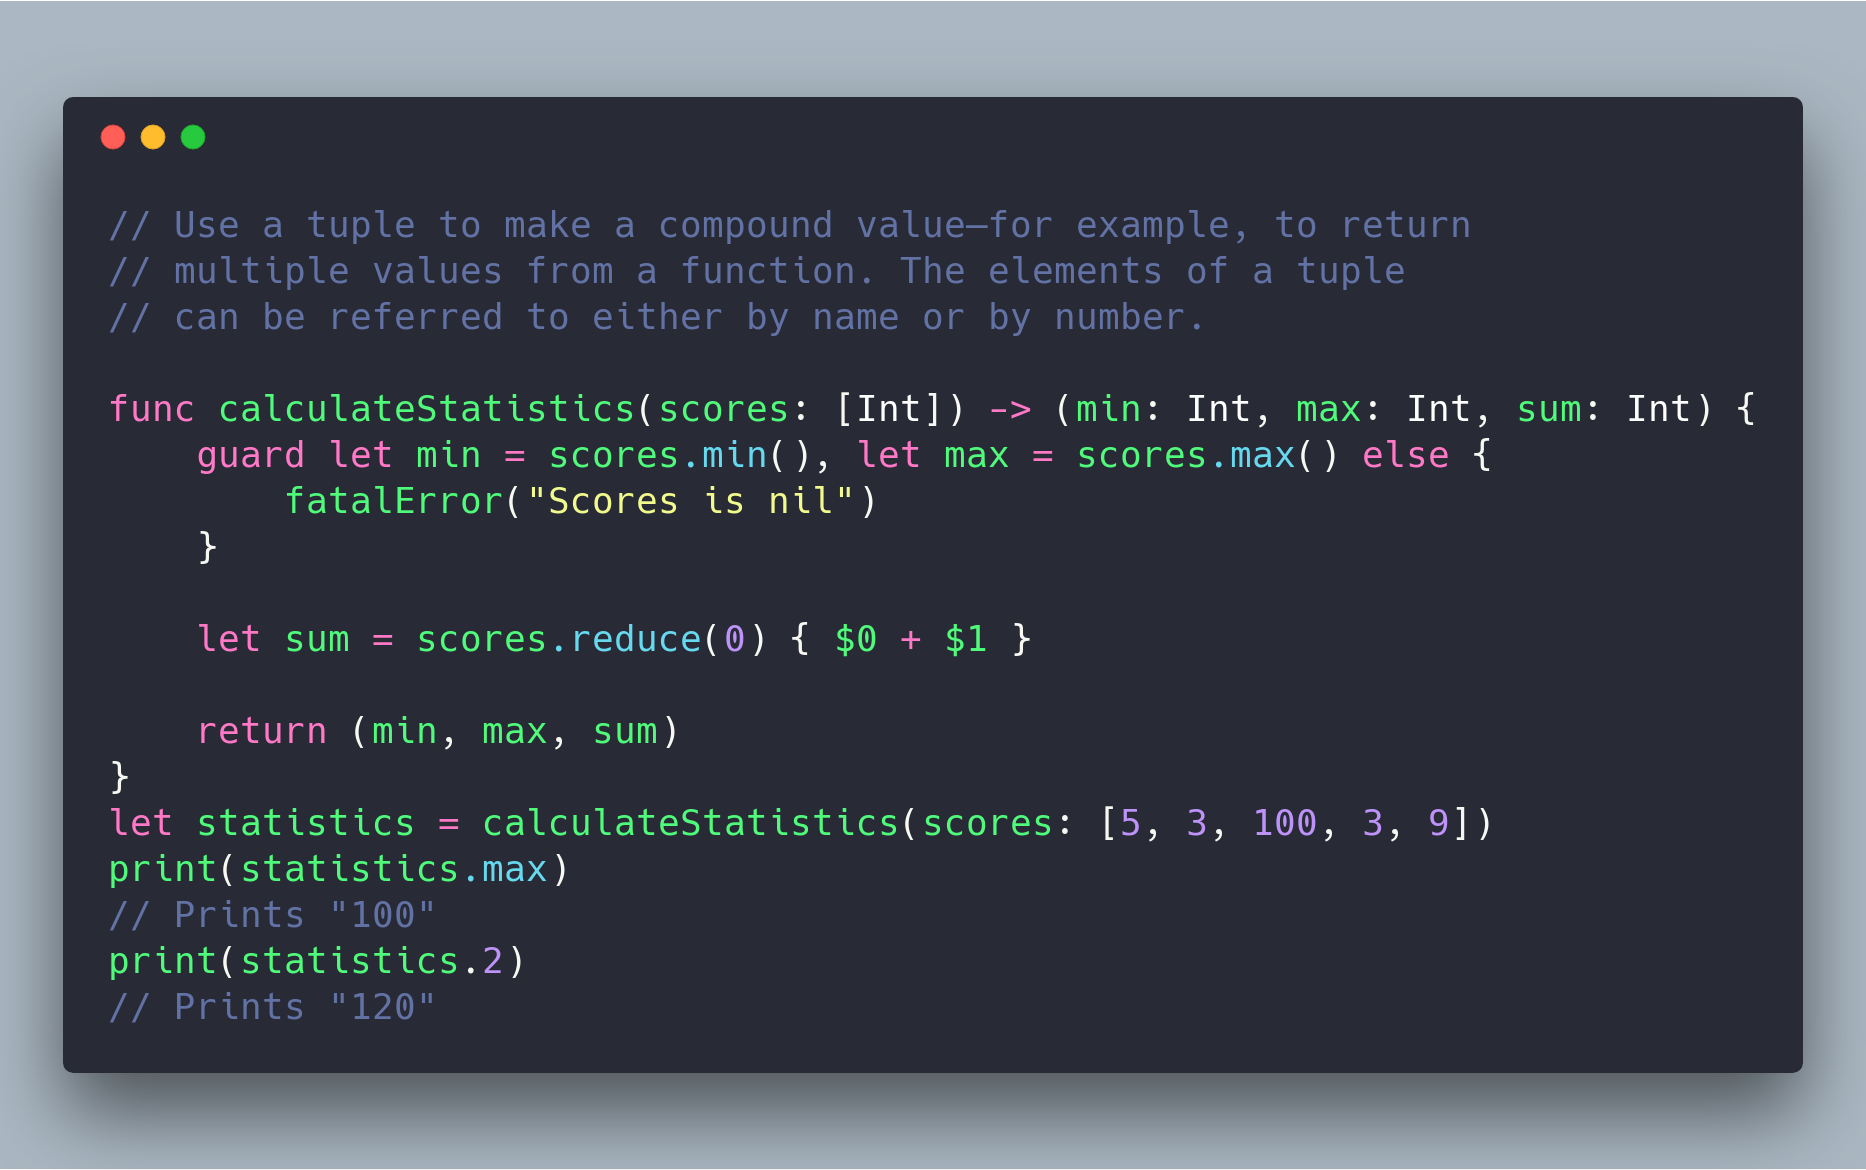 // Use a tuple to make a compound value—for example, to return
// multiple values from a function. The elements of a tuple
// can be referred to either by name or by number.

func calculateStatistics(scores: [Int]) -> (min: Int, max: Int, sum: Int) {
    guard let min = scores.min(), let max = scores.max() else {
        fatalError("Scores is nil")
    }

    let sum = scores.reduce(0) { $0 + $1 }

    return (min, max, sum)
}
let statistics = calculateStatistics(scores: [5, 3, 100, 3, 9])
print(statistics.max)
// Prints "100"
print(statistics.2)
// Prints "120"